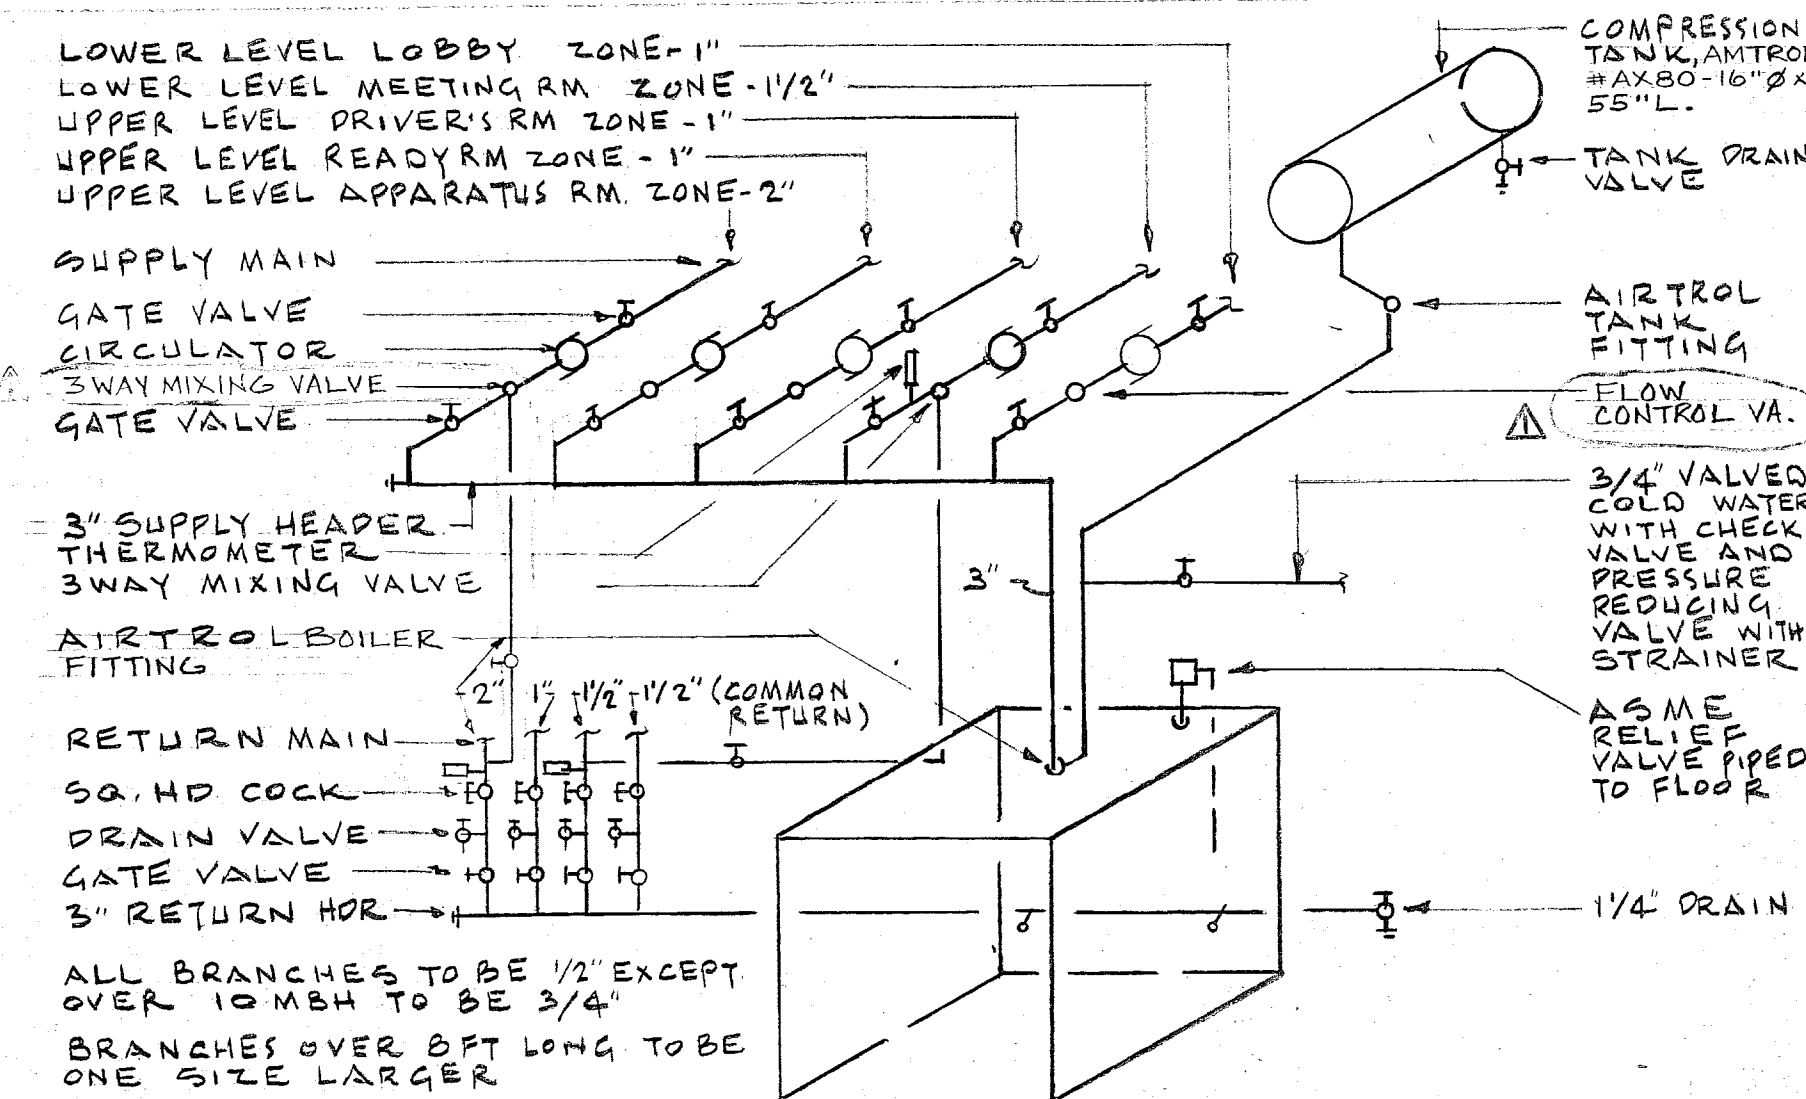 LOWER LEVEL LOBBY ZONE-1"
LOWER LEVEL MEETING RM ZONE-1 1/2"
UPPER LEVEL DRIVER'S RM ZONE-1"
UPPER LEVEL READY RM ZONE-1"
UPPER LEVEL APPARATUS RM. ZONE-2"
SUPPLY MAIN
GATE VALVE
CIRCULATOR
3 WAY MIXING VALVE
GATE VALVE
3" SUPPLY HEADER
THERMOMETER
3 WAY MIXING VALVE
AIRTROL BOILER
FITTING
2" 1" 1 1/2" 1 1/2" (COMMON
RETURN)
RETURN MAIN
SQ. HD COCK
DRAIN VALVE
GATE VALVE
3" RETURN HDR
ALL BRANCHES TO BE 1/2" EXCEPT
OVER 10 MBH TO BE 3/4"
BRANCHES OVER 8FT LONG TO BE
ONE SIZE LARGER
3"
COMPRESSION
TANK, AMTROL
#AX80-16"Ø x
55"L.
TANK DRAIN
VALVE
AIRTROL
TANK
FITTING
FLOW
CONTROL VA.
3/4" VALVED
COLD WATER
WITH CHECK
VALVE AND
PRESSURE
REDUCING
VALVE WITH
STRAINER
ASME
RELIEF
VALVE PIPED
TO FLOOR
1 1/4" DRAIN